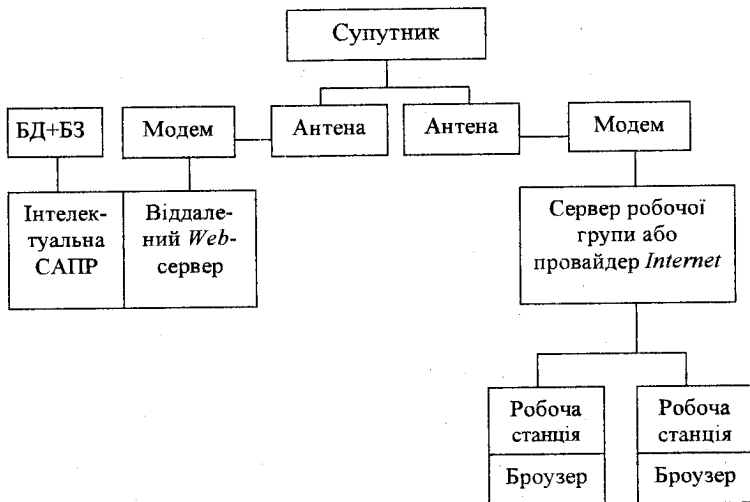 Супутник
БД+БЗ
Модем
Антена
Антена
Модем
Інтелек-
туальна
САПР
Віддале-
ний Web-
сервер
Сервер робочої
групи або
провайдер Internet
Робоча
станція
Броузер
Робоча
станція
Броузер